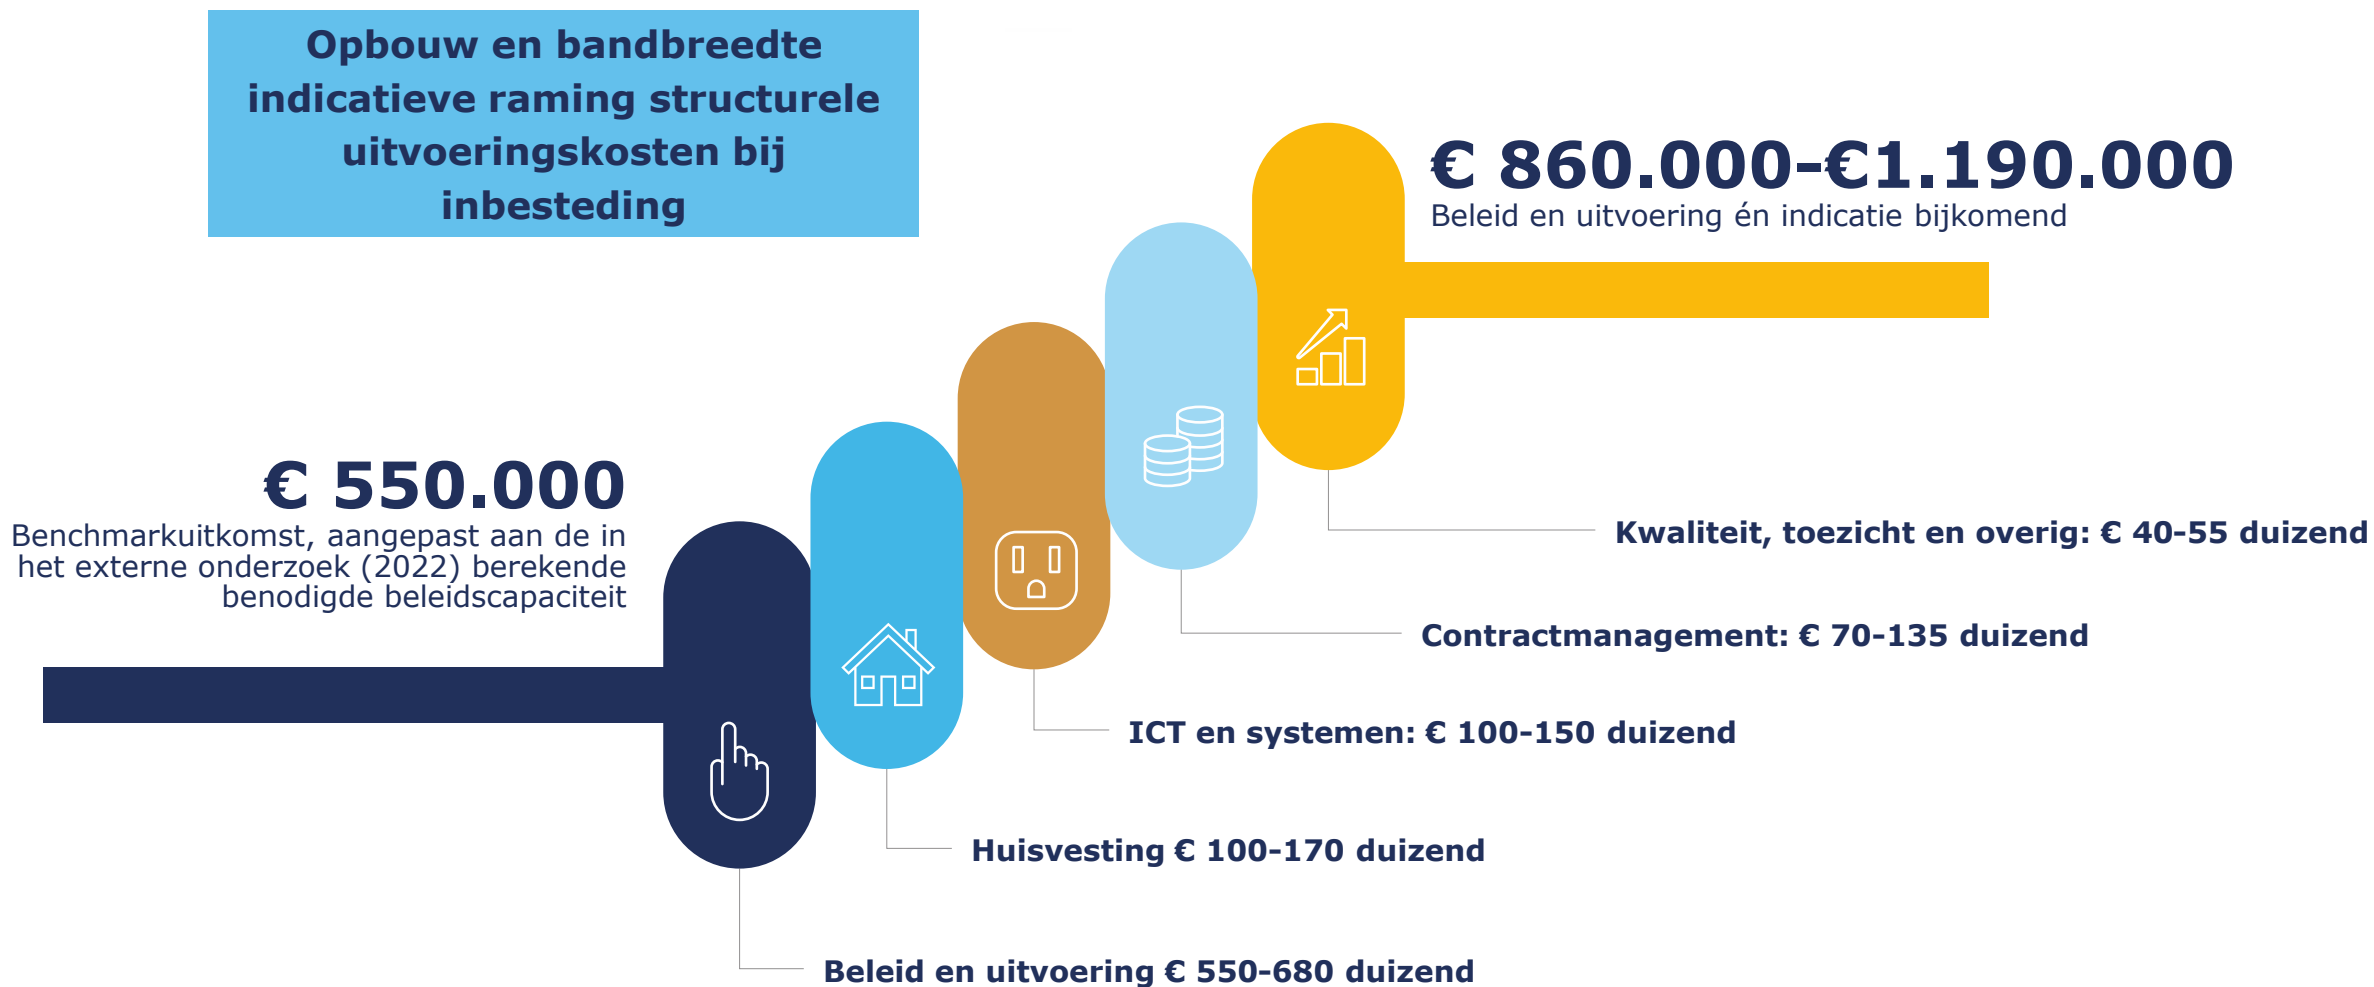 Opbouw en bandbreedte
indicatieve raming structurele
uitvoeringskosten bij
inbesteding
€ 860.000-€1.190.000
Beleid en uitvoering én indicatie bijkomend
€ 550.000
Benchmarkuitkomst, aangepast aan de in
het externe onderzoek (2022) berekende
benodigde beleidscapaciteit
Kwaliteit, toezicht en overig: € 40-55 duizend
Contractmanagement: € 70-135 duizend
ICT en systemen: € 100-150 duizend
Huisvesting € 100-170 duizend
Beleid en uitvoering € 550-680 duizend